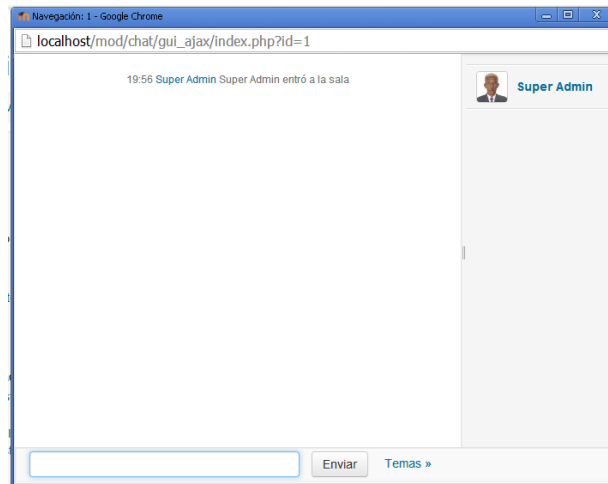 Navegación: 1 - Google Chrome
localhost/mod/chat/gui_ajax/index.php?id=1
19:56 Super Admin Super Admin entró a la sala
Super Admin
Enviar
Temas »